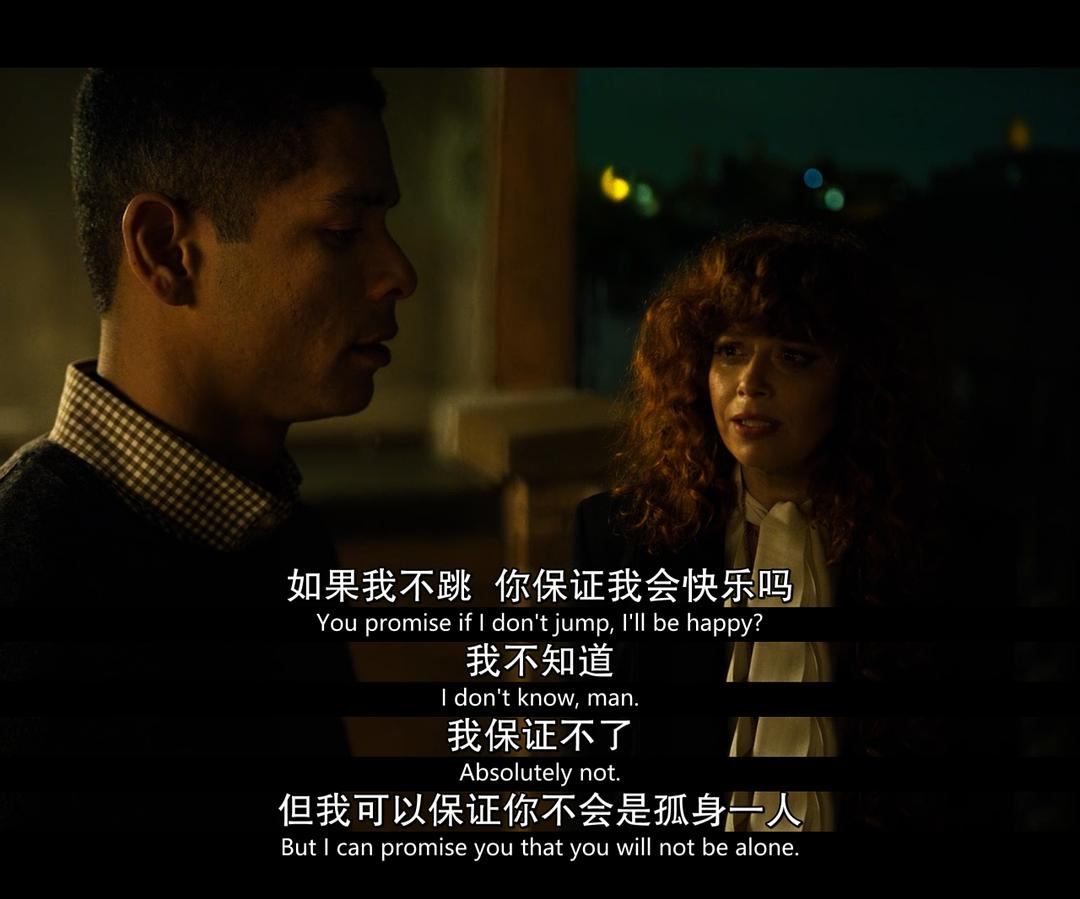 如果我不跳 你保证我会快乐吗
You promise if I don't jump, I'll be happy?
我不知道
I don't know, man.
我保证不了
Absolutely not.
但我可以保证你不会是孤身一人
But I can promise you that you will not be alone.